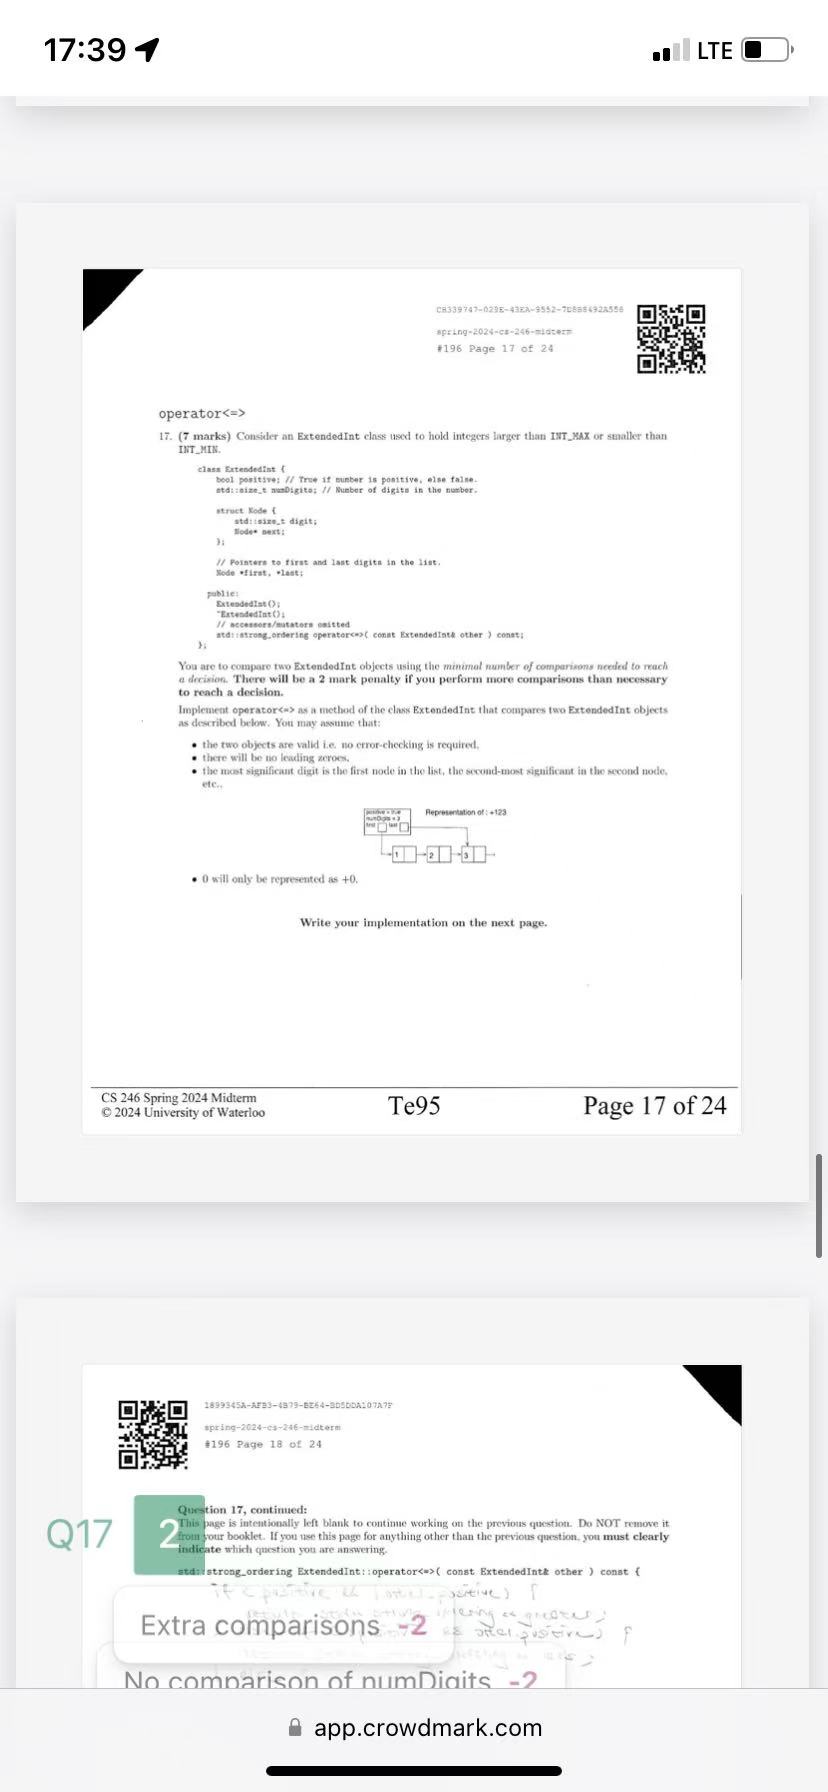 17:39
LTE
CB339747-023E-43EA-9552-7D8B8492A556
spring-2024-cs-246-midterm
#196 Page 17 of 24
operator<=>
17. (7 marks) Consider an ExtendedInt class used to hold integers larger than INT_MAX or smaller than
INT_MIN.
class ExtendedInt {
bool positive; // True if number is positive, else false.
std::size_t numDigits; // Number of digits in the number.
struct Node {
std::size_t digit;
Node* next;
};
// Pointers to first and last digits in the list.
Node *first, *last;
public:
ExtendedInt();
~ExtendedInt();
// accessors/mutators omitted
std::strong_ordering operator<=>( const ExtendedInt& other ) const;
};
You are to compare two ExtendedInt objects using the minimal number of comparisons needed to reach
a decision. There will be a 2 mark penalty if you perform more comparisons than necessary
to reach a decision.
Implement operator<=> as a method of the class ExtendedInt that compares two ExtendedInt objects
as described below. You may assume that:
• the two objects are valid i.e. no error-checking is required,
• there will be no leading zeroes,
• the most significant digit is the first node in the list, the second-most significant in the second node,
etc..
positive = true
numDigits = 3
first last
Representation of: +123
1 2 3
• 0 will only be represented as +0.
Write your implementation on the next page.
CS 246 Spring 2024 Midterm
© 2024 University of Waterloo
Te95
Page 17 of 24
spring-2024-cs-246-midterm
#196 Page 18 of 24
Q17 2
Question 17, continued:
This page is intentionally left blank to continue working on the previous question. Do NOT remove it
from your booklet. If you use this page for anything other than the previous question, you must clearly
indicate which question you are answering.
std::strong_ordering ExtendedInt::operator<=>( const ExtendedInt& other ) const {
if ( positive && !other.positive) {
Extra comparisons -2
No comparison of numDigits -2
app.crowdmark.com